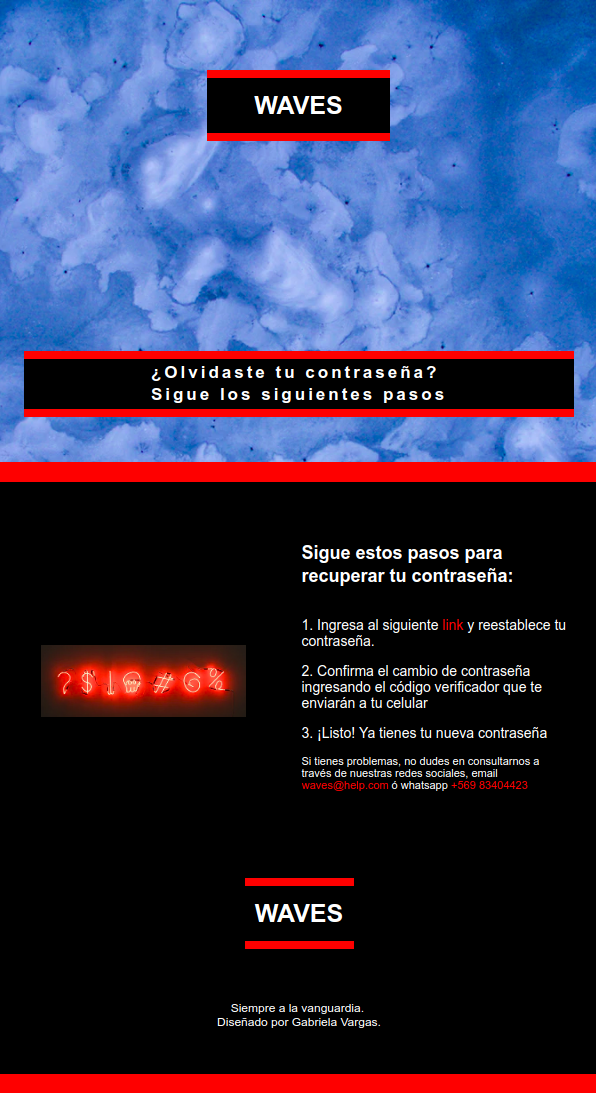 WAVES
¿Olvidaste tu contraseña?
Sigue los siguientes pasos
Sigue estos pasos para
recuperar tu contraseña:
1. Ingresa al siguiente link y reestablece tu
contraseña.
2. Confirma el cambio de contraseña
ingresando el código verificador que te
enviarán a tu celular
3. ¡Listo! Ya tienes tu nueva contraseña
Si tienes problemas, no dudes en consultarnos a
través de nuestras redes sociales, email
waves@help.com ó whatsapp +569 83404423
WAVES
Siempre a la vanguardia.
Diseñado por Gabriela Vargas.